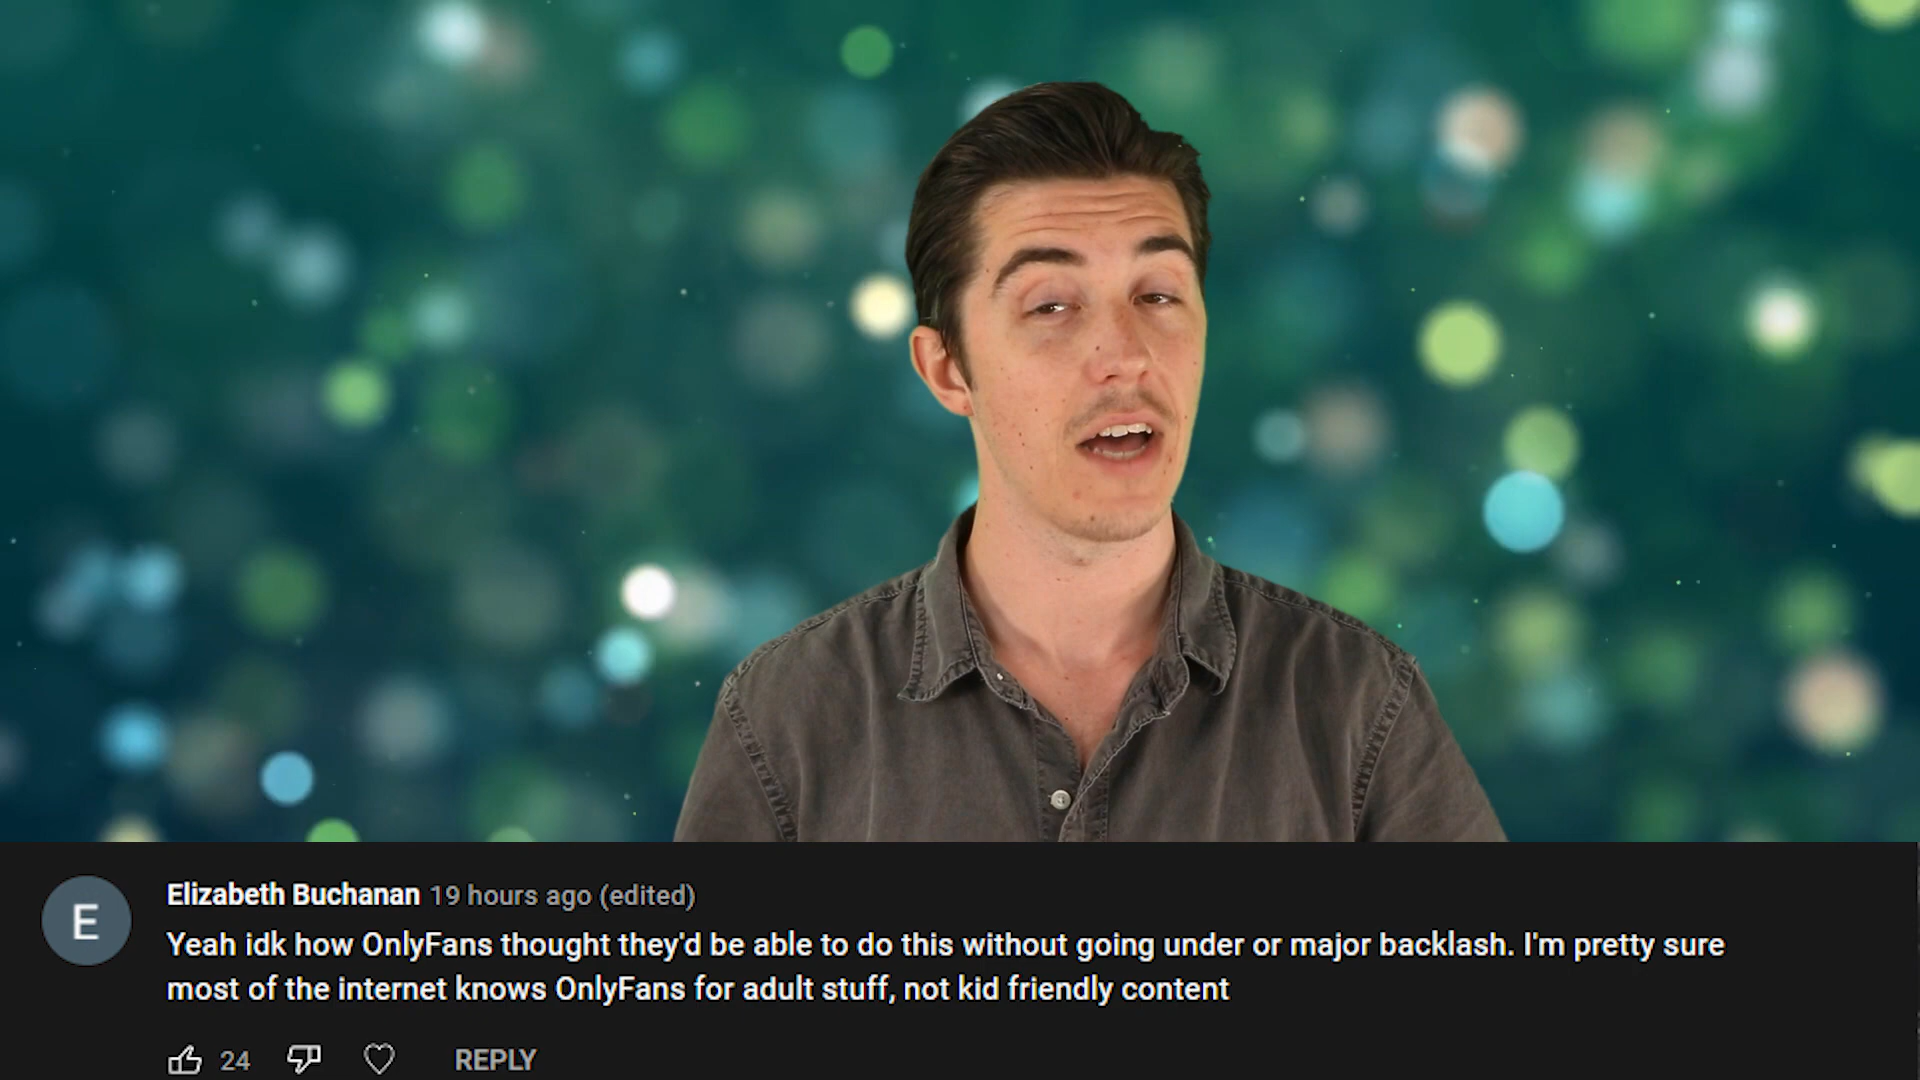 E
Elizabeth Buchanan 19 hours ago (edited)
Yeah idk how OnlyFans thought they'd be able to do this without going under or major backlash. I'm pretty sure
most of the internet knows OnlyFans for adult stuff, not kid friendly content
24 REPLY